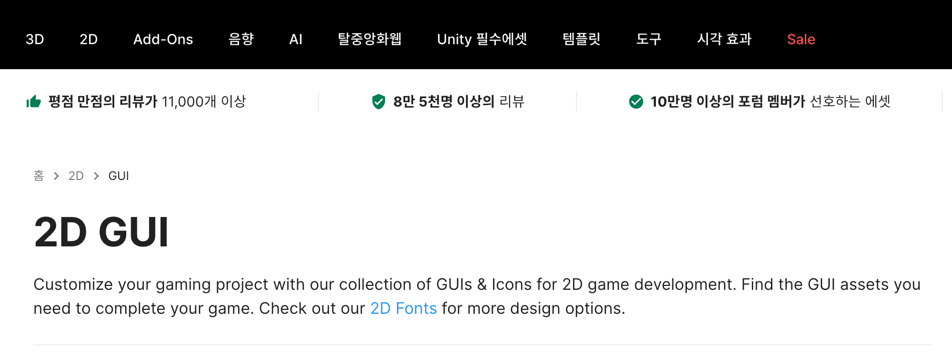 3D 2D Add-Ons 음향 AI 탈중앙화웹 Unity 필수에셋 템플릿 도구 시각 효과 Sale
평점 만점의 리뷰가 11,000개 이상 8만 5천명 이상의 리뷰 10만명 이상의 포럼 멤버가 선호하는 에셋
홈 > 2D > GUI
2D GUI
Customize your gaming project with our collection of GUIs & Icons for 2D game development. Find the GUI assets you
need to complete your game. Check out our 2D Fonts for more design options.